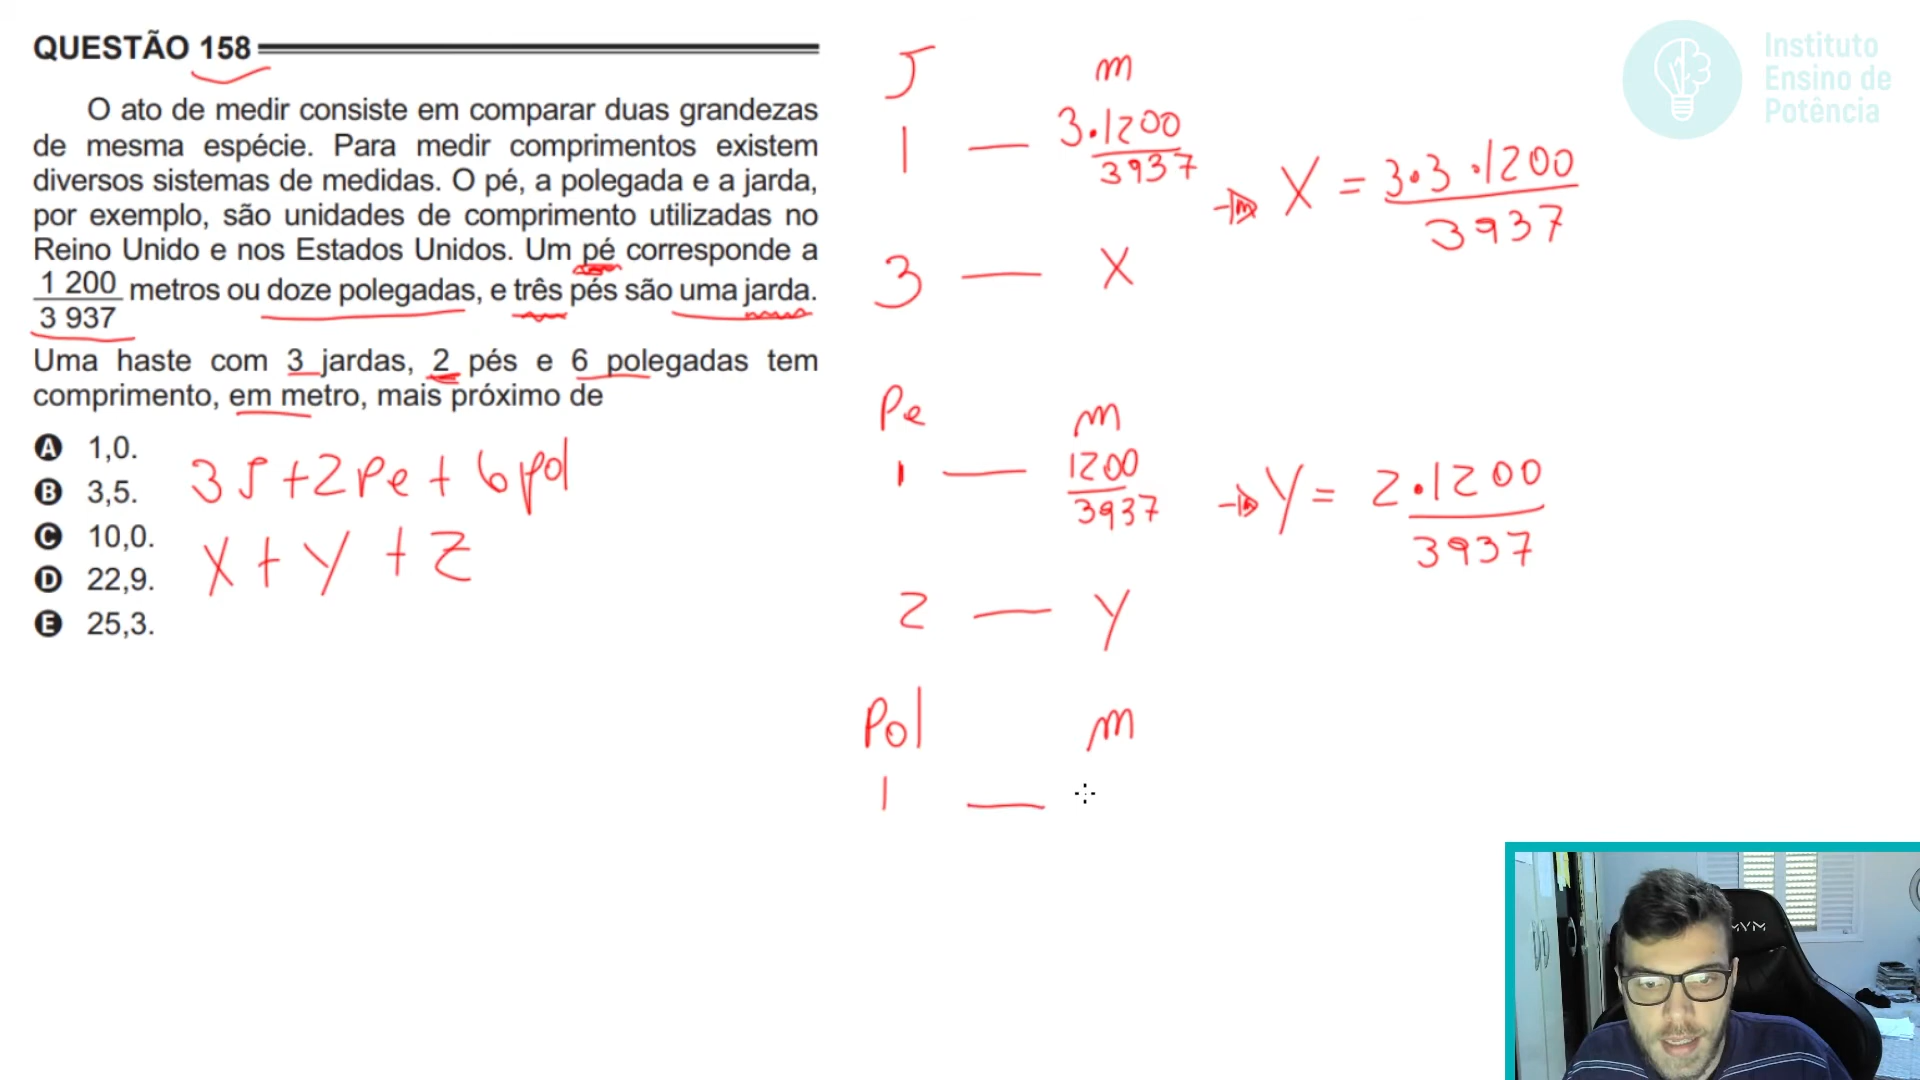 QUESTÃO 158
O ato de medir consiste em comparar duas grandezas
de mesma espécie. Para medir comprimentos existem
diversos sistemas de medidas. O pé, a polegada e a jarda,
por exemplo, são unidades de comprimento utilizadas no
Reino Unido e nos Estados Unidos. Um pé corresponde a
1 200
3 937
metros ou doze polegadas, e três pés são uma jarda.
Uma haste com 3 jardas, 2 pés e 6 polegadas tem
comprimento, em metro, mais próximo de
A 1,0.
B 3,5.
C 10,0.
D 22,9.
E 25,3.
3J + 2Pe + 6pol
X + Y + Z
J m
1 — 3.1200
3937
3 — X
X = 3.3.1200
3937
Pe m
1 — 1200
3937
2 — Y
Y = 2.1200
3937
Pol m
1 —
Instituto
Ensino de
Potência
MYM